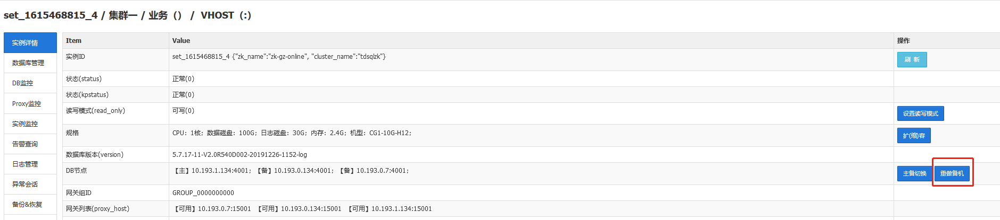 set_1615468815_4 / 集群一 / 业务（） / VHOST（:）
实例详情
数据库管理
DB监控
Proxy监控
实例监控
告警查询
日志管理
异常会话
备份&恢复
Item Value 操作
实例ID set_1615468815_4 {"zk_name":"zk-gz-online", "cluster_name":"tdsqlzk"} 刷 新
状态(status) 正常(0)
状态(kpstatus) 正常(0)
读写模式(read_only) 可写(0) 设置读写模式
规格 CPU：1核；数据磁盘：100G；日志磁盘：30G；内存：2.4G；机型：CG1-10G-H12; 扩(缩)容
数据库版本(version) 5.7.17-11-V2.0R540D002-20191226-1152-log
DB节点 【主】10.193.1.134:4001; 【备】10.193.0.134:4001; 【备】10.193.0.7:4001; 主备切换 重做备机
网关组ID GROUP_0000000000
网关列表(proxy_host) 【可用】10.193.0.7:15001 【可用】10.193.0.134:15001 【可用】10.193.1.134:15001